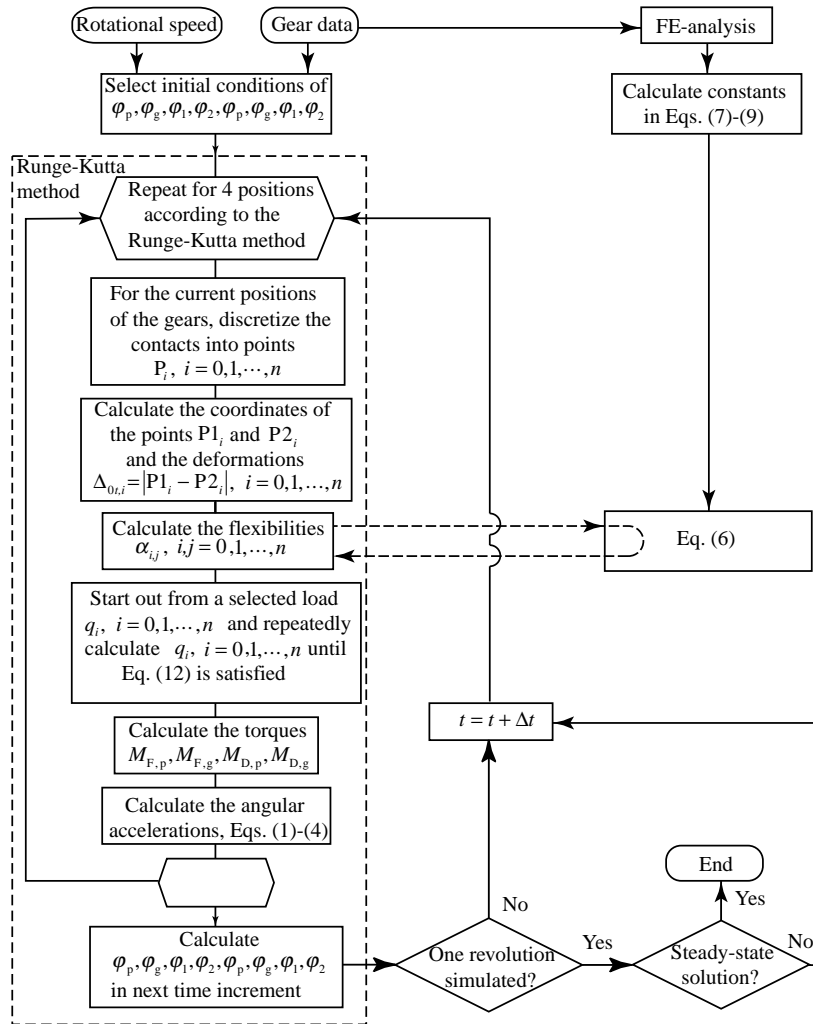 Rotational speed
Gear data
FE-analysis
Select initial conditions of
φp, φg, φ1, φ2, φp, φg, φ1, φ2
Calculate constants
in Eqs. (7)-(9)
Runge-Kutta
method
Repeat for 4 positions
according to the
Runge-Kutta method
For the current positions
of the gears, discretize the
contacts into points
Pi, i = 0,1,…,n
Calculate the coordinates of
the points P1i and P2i
and the deformations
Δ0t,i = |P1i − P2i|, i = 0,1,…,n
Calculate the flexibilities
αi,j, i,j = 0,1,…,n
Eq. (6)
Start out from a selected load
qi, i = 0,1,…,n and repeatedly
calculate qi, i = 0,1,…,n until
Eq. (12) is satisfied
t = t + Δt
Calculate the torques
MF,p, MF,g, MD,p, MD,g
Calculate the angular
accelerations, Eqs. (1)-(4)
End
Yes
No
Calculate
φp, φg, φ1, φ2, φp, φg, φ1, φ2
in next time increment
One revolution
simulated?
Yes
Steady-state
solution?
No